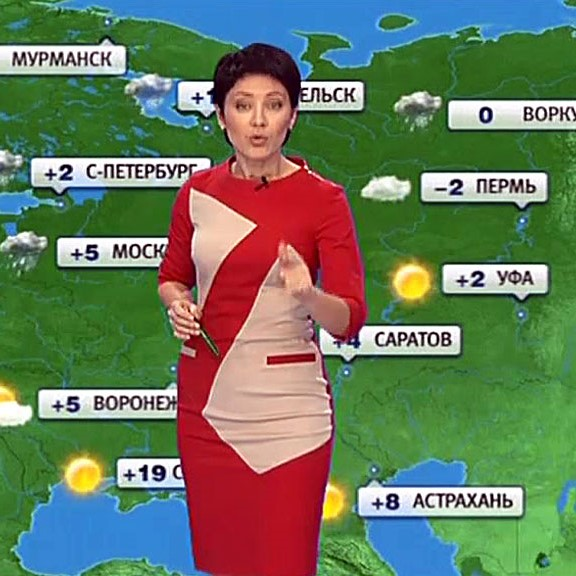 МУРМАНСК
+1 ЕЛЬСК
0 ВОРКУ
+2 С-ПЕТЕРБУРГ
-2 ПЕРМЬ
+5 МОСК
+2 УФА
+4 САРАТОВ
+5 ВОРОНЕЖ
+19 С
+8 АСТРАХАНЬ